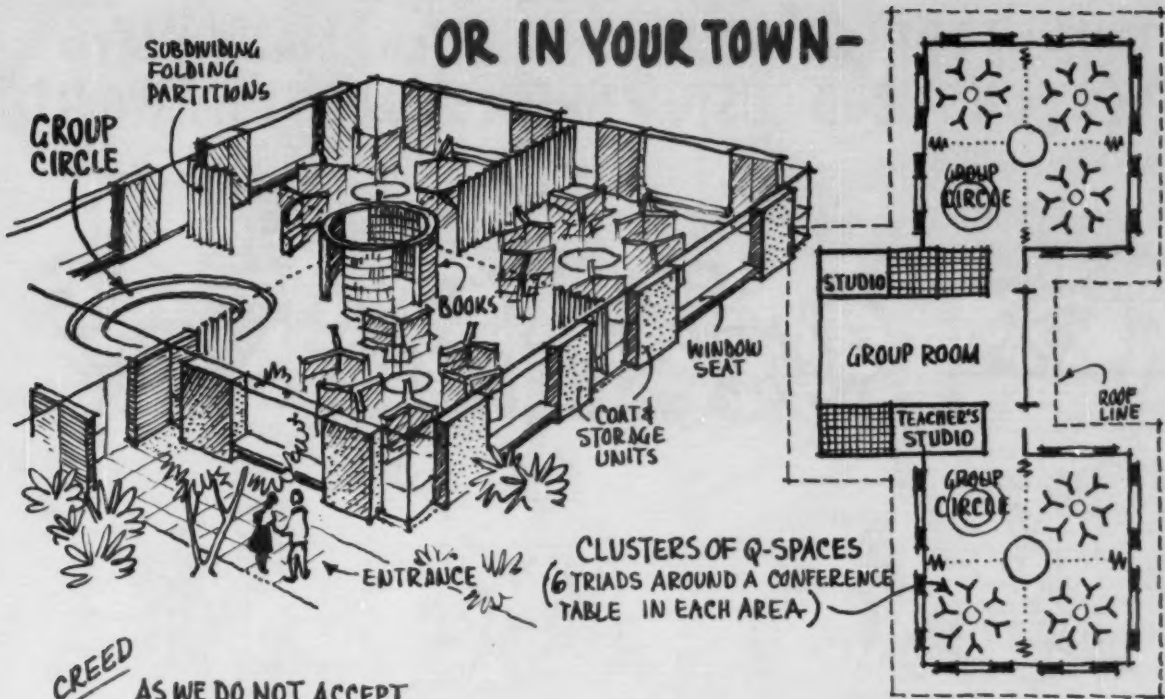 OR IN YOUR TOWN-
SUBDIVIDING
FOLDING
PARTITIONS
GROUP
CIRCLE
BOOKS
WINDOW
SEAT
COAT &
STORAGE
UNITS
ENTRANCE
CLUSTERS OF Q-SPACES
(6 TRIADS AROUND A CONFERENCE
TABLE IN EACH AREA)
GROUP
CIRCLE
STUDIO
GROUP ROOM
ROOF
LINE
TEACHER'S
STUDIO
GROUP
CIRCLE
CREED
AS WE DO NOT ACCEPT